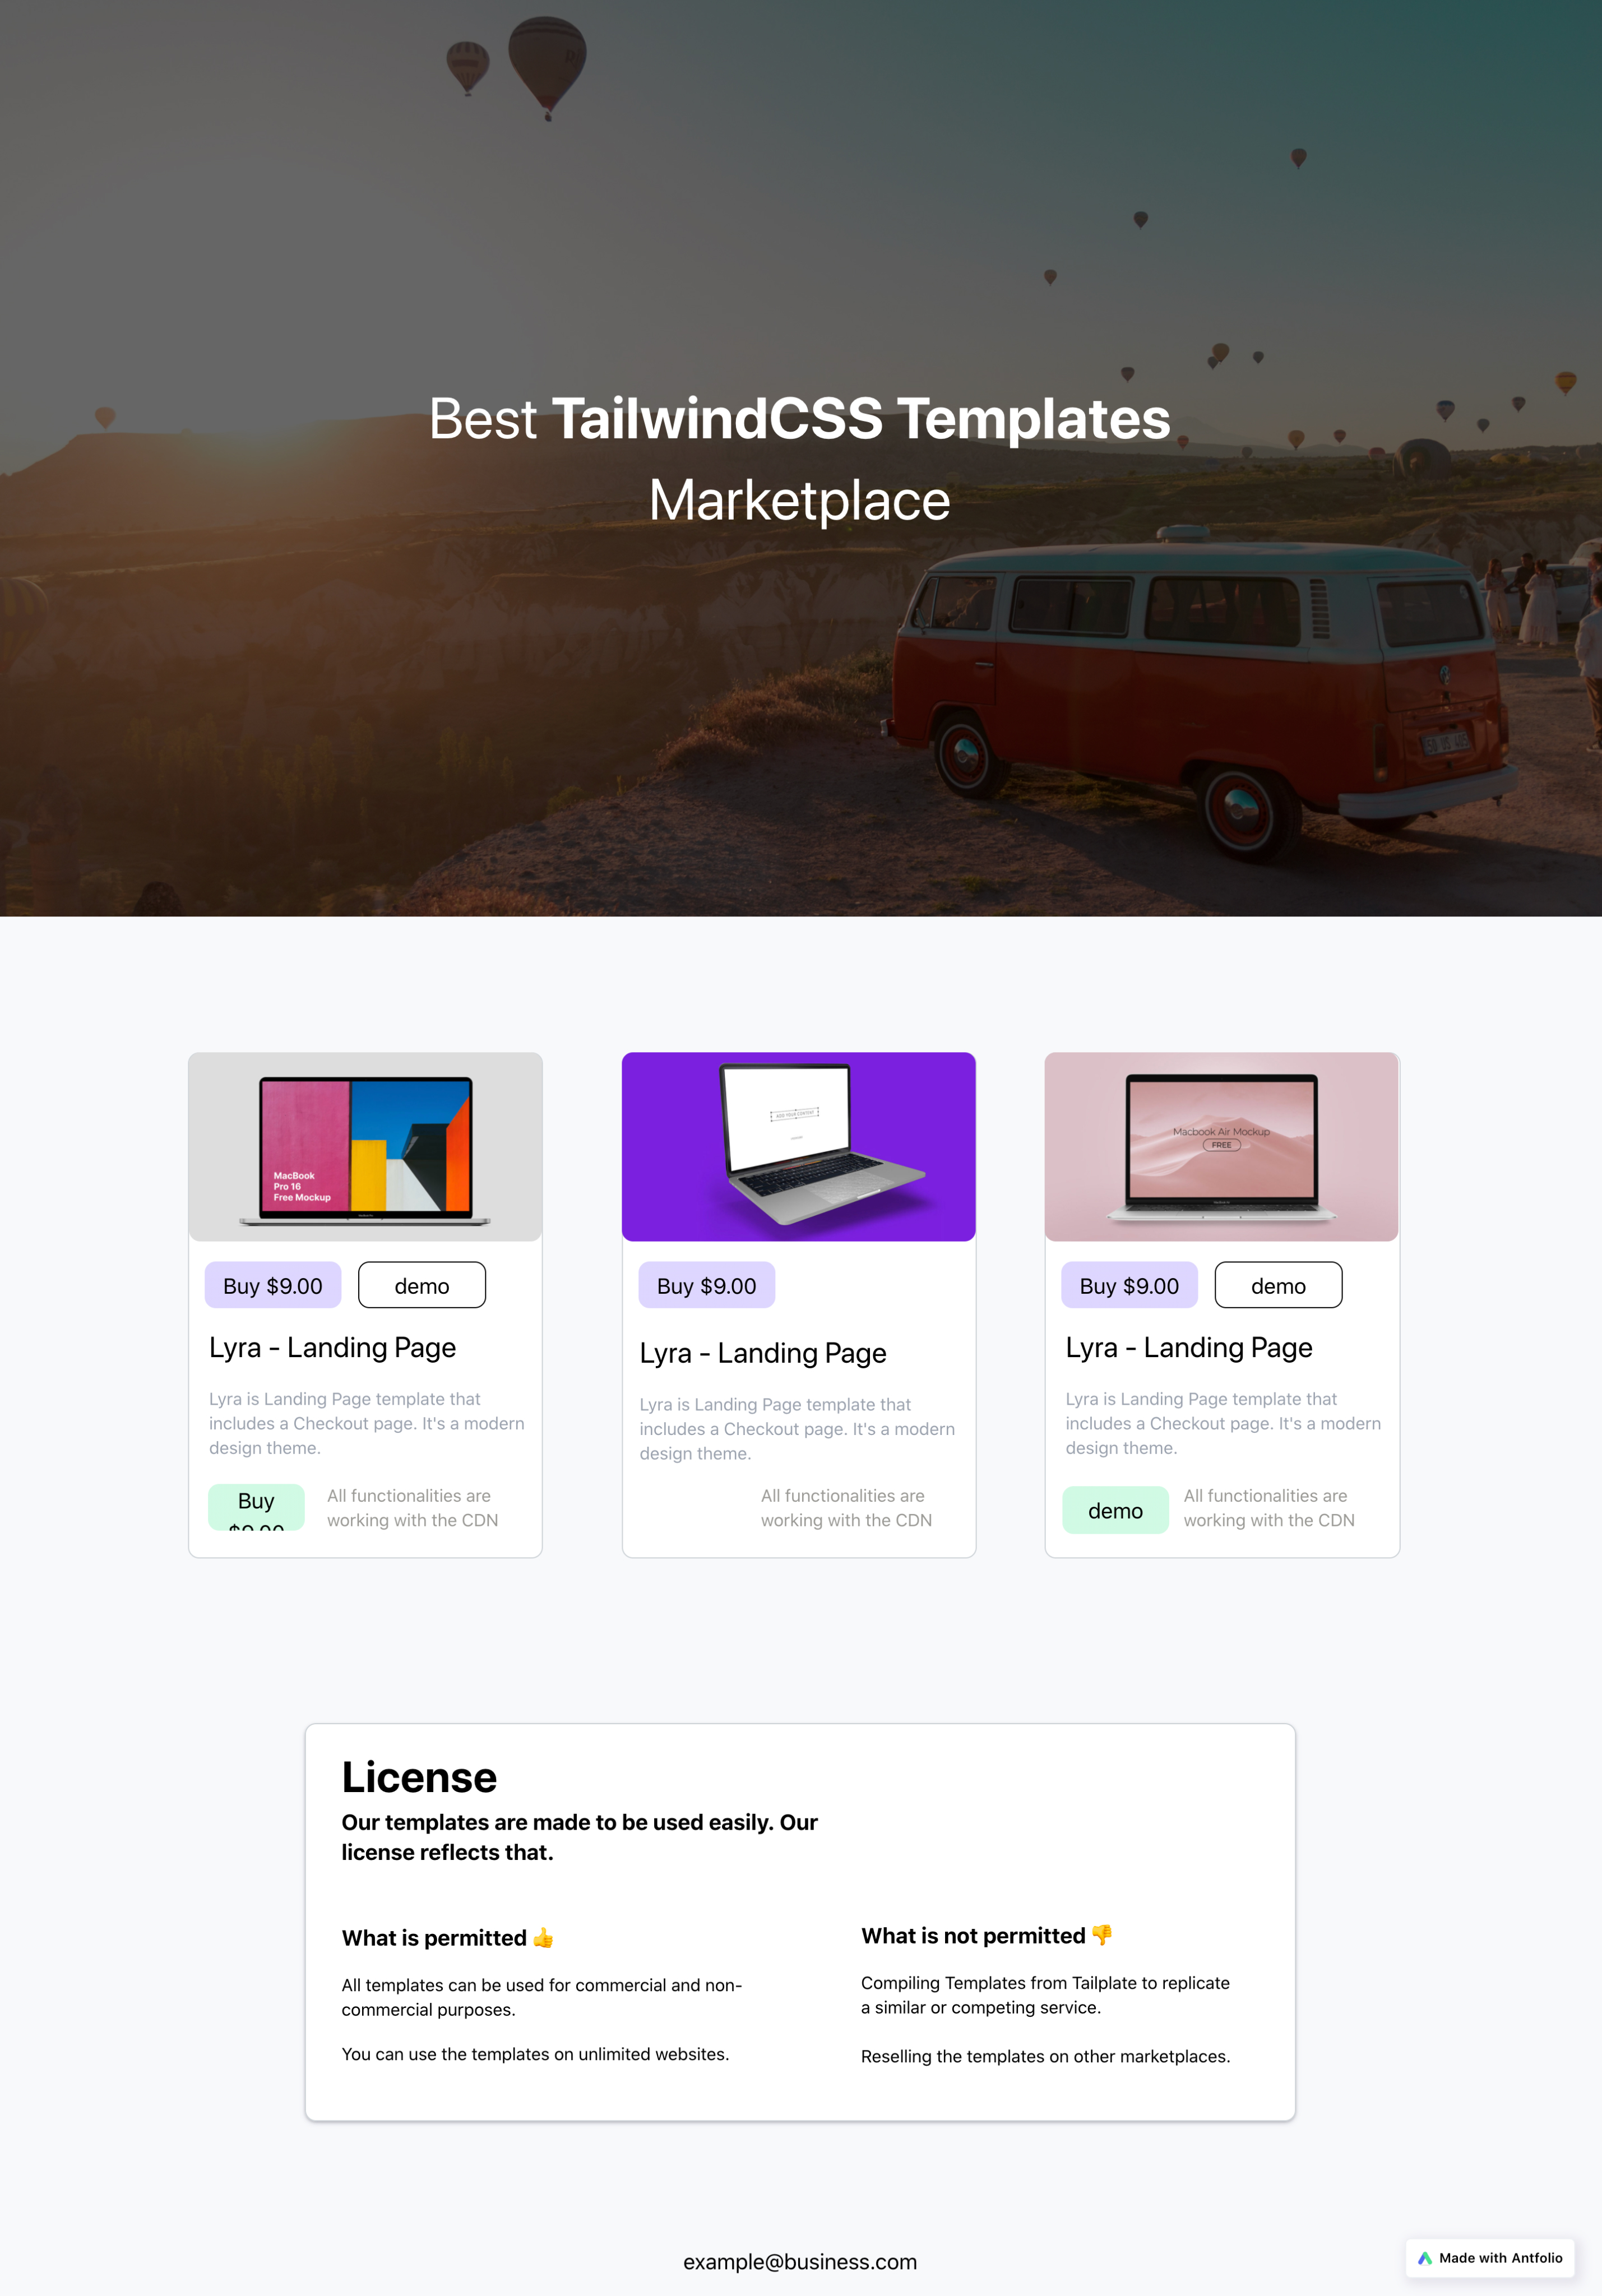 Best TailwindCSS Templates
Marketplace
MacBook
Pro 16
Free Mockup
ADD YOUR CONTENT
Macbook Air Mockup
FREE
Buy $9.00
demo
Buy $9.00
Buy $9.00
demo
Lyra - Landing Page
Lyra - Landing Page
Lyra - Landing Page
Lyra is Landing Page template that
includes a Checkout page. It's a modern
design theme.
Lyra is Landing Page template that
includes a Checkout page. It's a modern
design theme.
Lyra is Landing Page template that
includes a Checkout page. It's a modern
design theme.
Buy
$9.00
All functionalities are
working with the CDN
All functionalities are
working with the CDN
demo
All functionalities are
working with the CDN
License
Our templates are made to be used easily. Our
license reflects that.
What is permitted 👍
All templates can be used for commercial and non-
commercial purposes.
You can use the templates on unlimited websites.
What is not permitted 👎
Compiling Templates from Tailplate to replicate
a similar or competing service.
Reselling the templates on other marketplaces.
example@business.com
Made with Antfolio